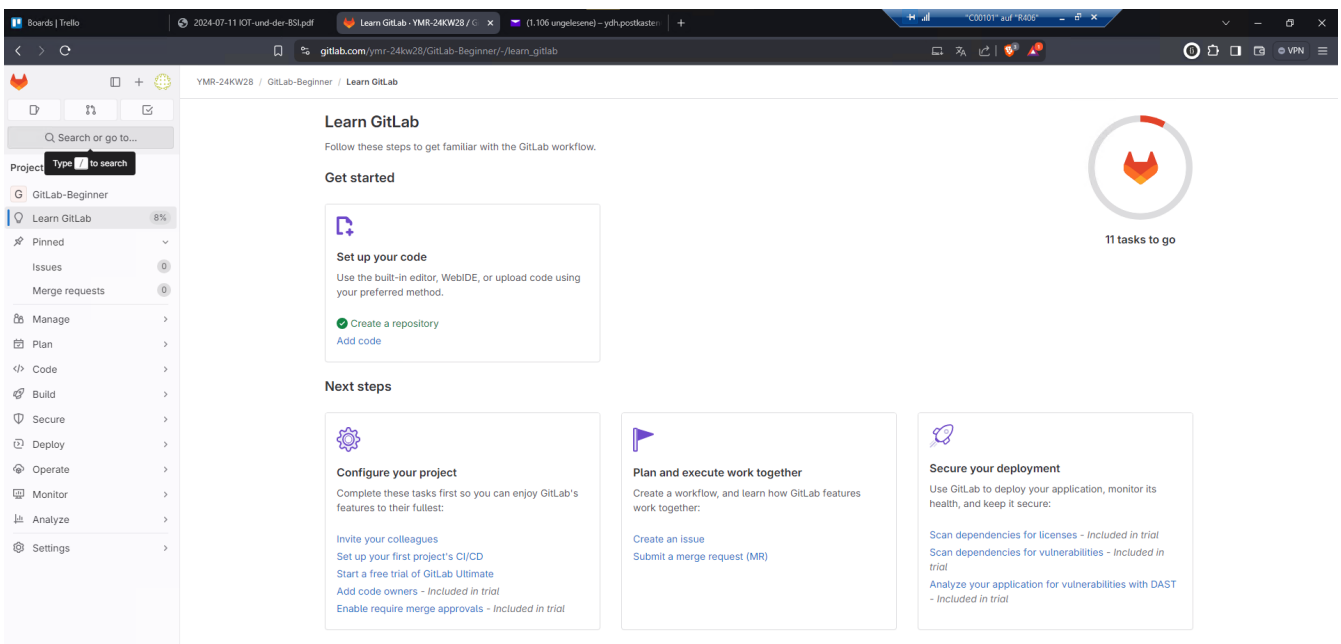 Boards | Trello
2024-07-11 IOT-und-der-BSI.pdf
Learn GitLab · YMR-24KW28 / G
(1.106 ungelesene) – ydh.postkasten
"C00101" auf "R406"
gitlab.com/ymr-24kw28/GitLab-Beginner/-/learn_gitlab
VPN
YMR-24KW28 / GitLab-Beginner / Learn GitLab
Search or go to...
Type / to search
Project
G GitLab-Beginner
Learn GitLab 8%
Pinned
Issues 0
Merge requests 0
Manage
Plan
Code
Build
Secure
Deploy
Operate
Monitor
Analyze
Settings
Learn GitLab
Follow these steps to get familiar with the GitLab workflow.
11 tasks to go
Get started
Set up your code
Use the built-in editor, WebIDE, or upload code using
your preferred method.
Create a repository
Add code
Next steps
Configure your project
Complete these tasks first so you can enjoy GitLab's
features to their fullest:
Invite your colleagues
Set up your first project's CI/CD
Start a free trial of GitLab Ultimate
Add code owners - Included in trial
Enable require merge approvals - Included in trial
Plan and execute work together
Create a workflow, and learn how GitLab features
work together:
Create an issue
Submit a merge request (MR)
Secure your deployment
Use GitLab to deploy your application, monitor its
health, and keep it secure:
Scan dependencies for licenses - Included in trial
Scan dependencies for vulnerabilities - Included in
trial
Analyze your application for vulnerabilities with DAST
- Included in trial